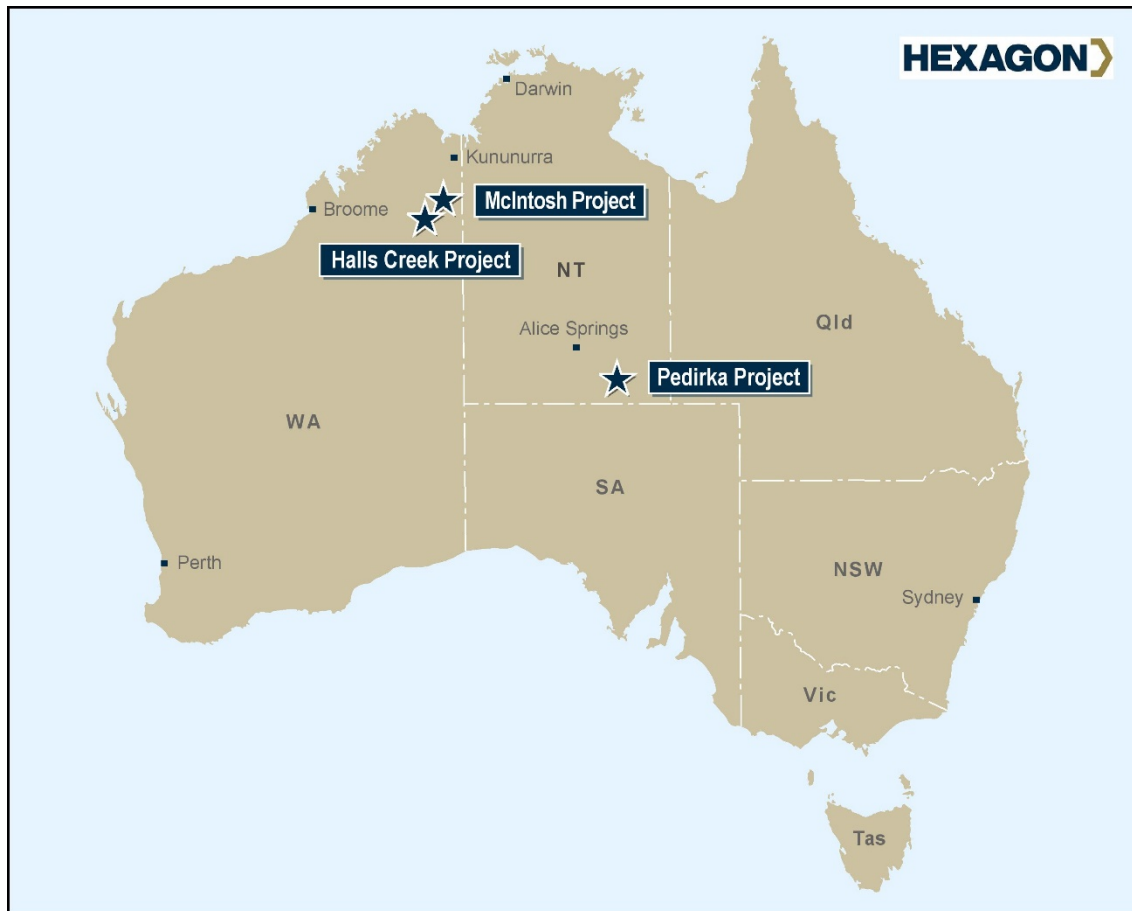 HEXAGON
Darwin
Kununurra
McIntosh Project
Broome
Halls Creek Project
NT
Alice Springs
Qld
Pedirka Project
WA
SA
Perth
NSW
Sydney
Vic
Tas